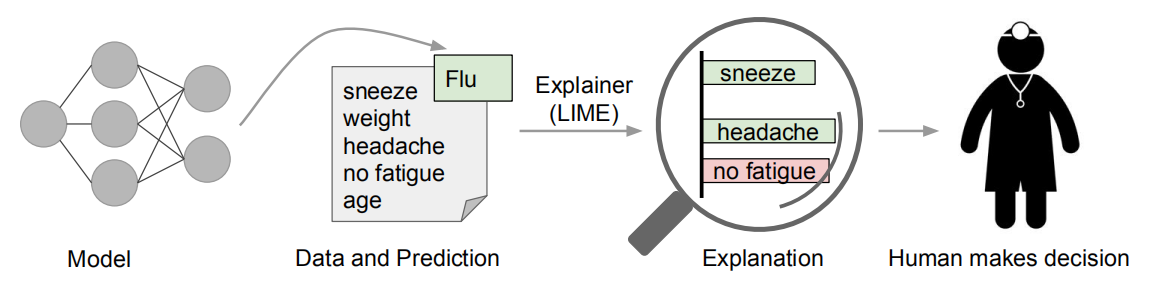 Flu
sneeze
weight
headache
no fatigue
age
Explainer
(LIME)
sneeze
headache
no fatigue
Model
Data and Prediction
Explanation
Human makes decision